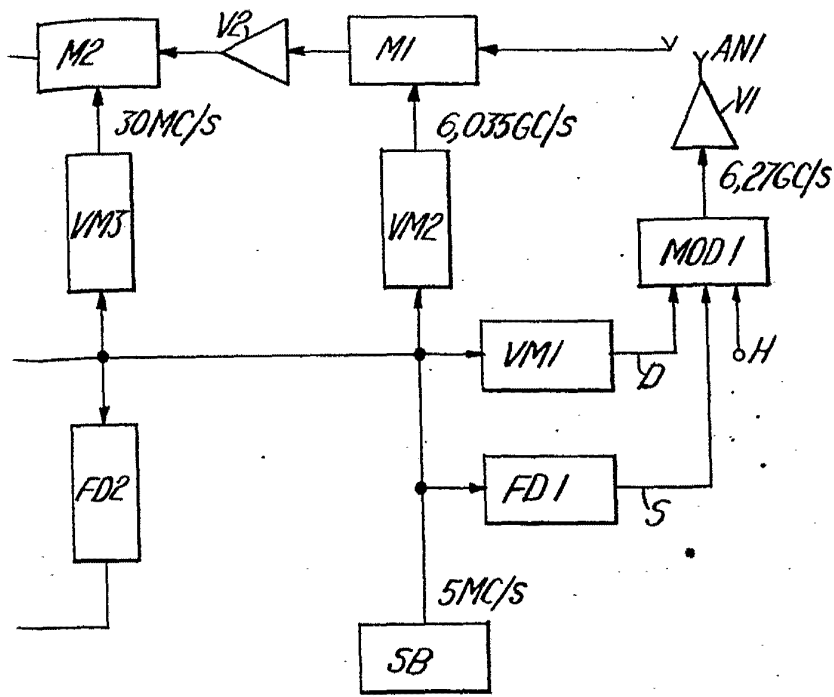 V2
M2
M1
AN1
V1
30MC/s
6,035GC/s
6,27GC/s
VM3
VM2
MOD1
VM1
D
H
FD2
FD1
S
5MC/s
SB